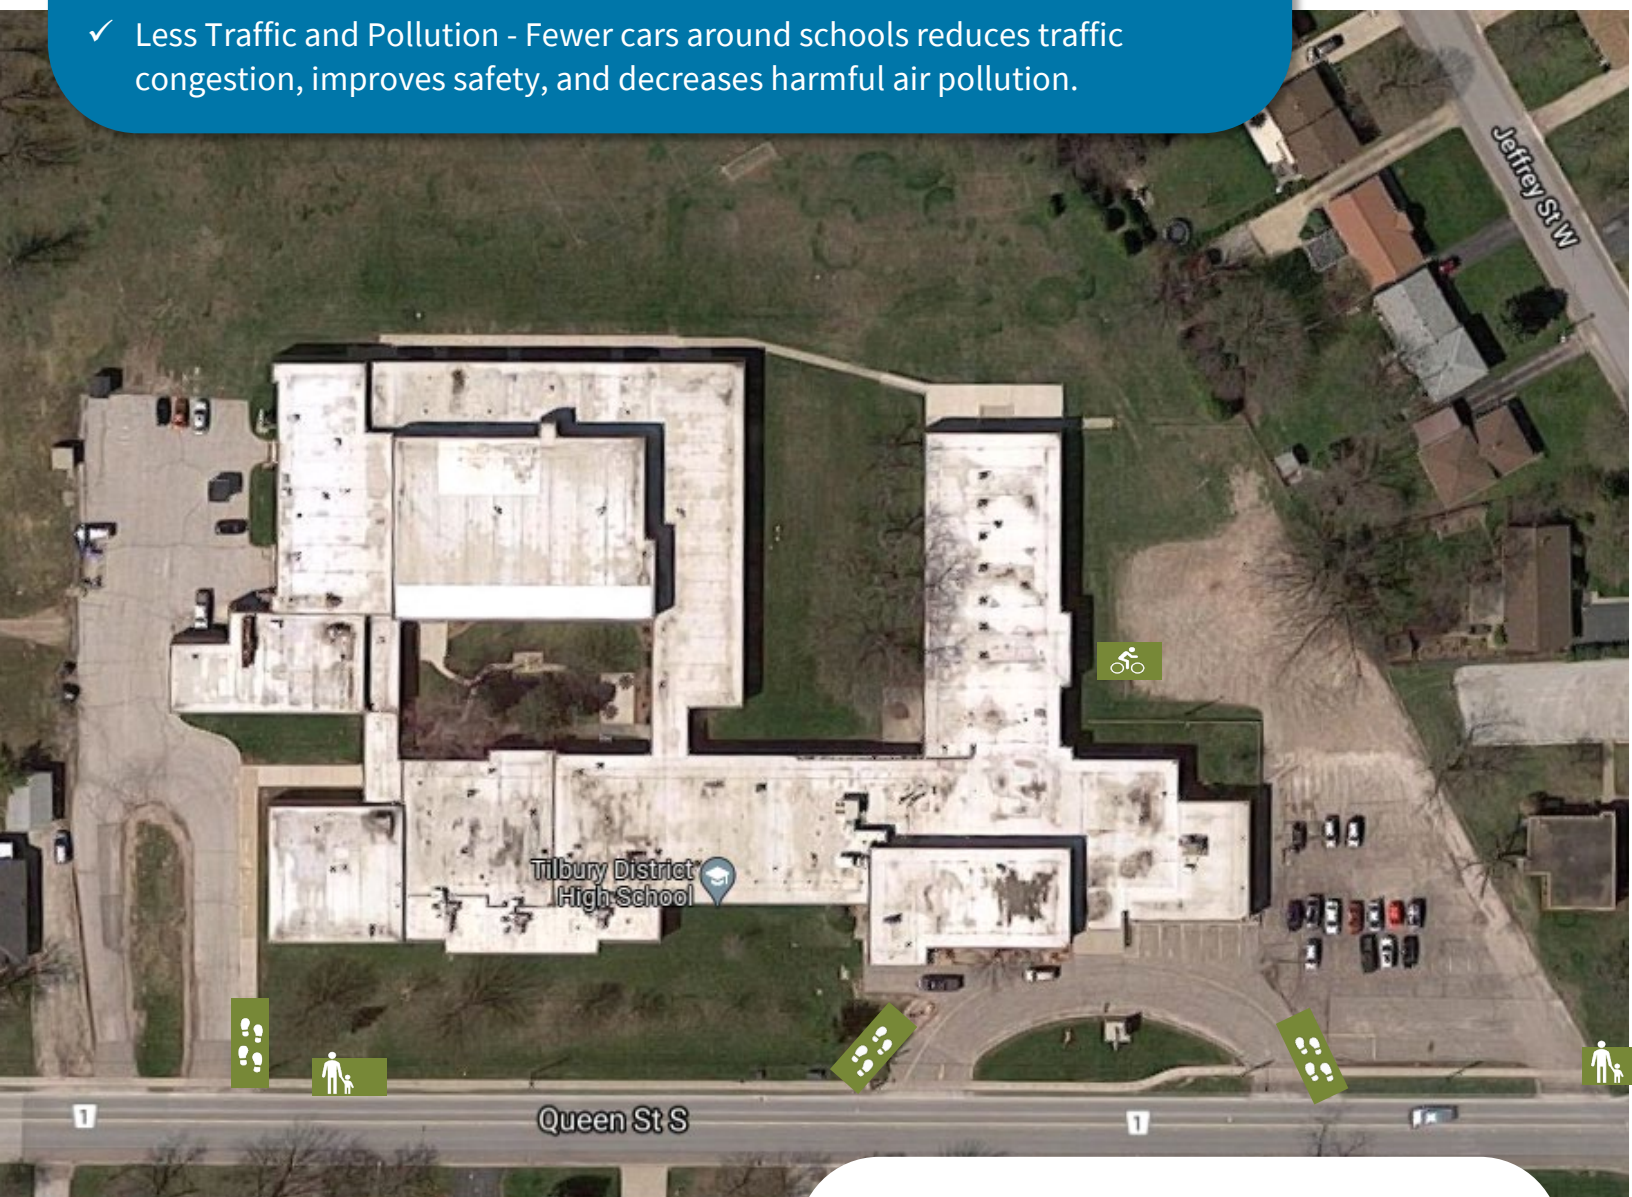 ✓ Less Traffic and Pollution - Fewer cars around schools reduces traffic
congestion, improves safety, and decreases harmful air pollution.
Jeffrey St W
Tilbury District
High School
1
Queen St S
1